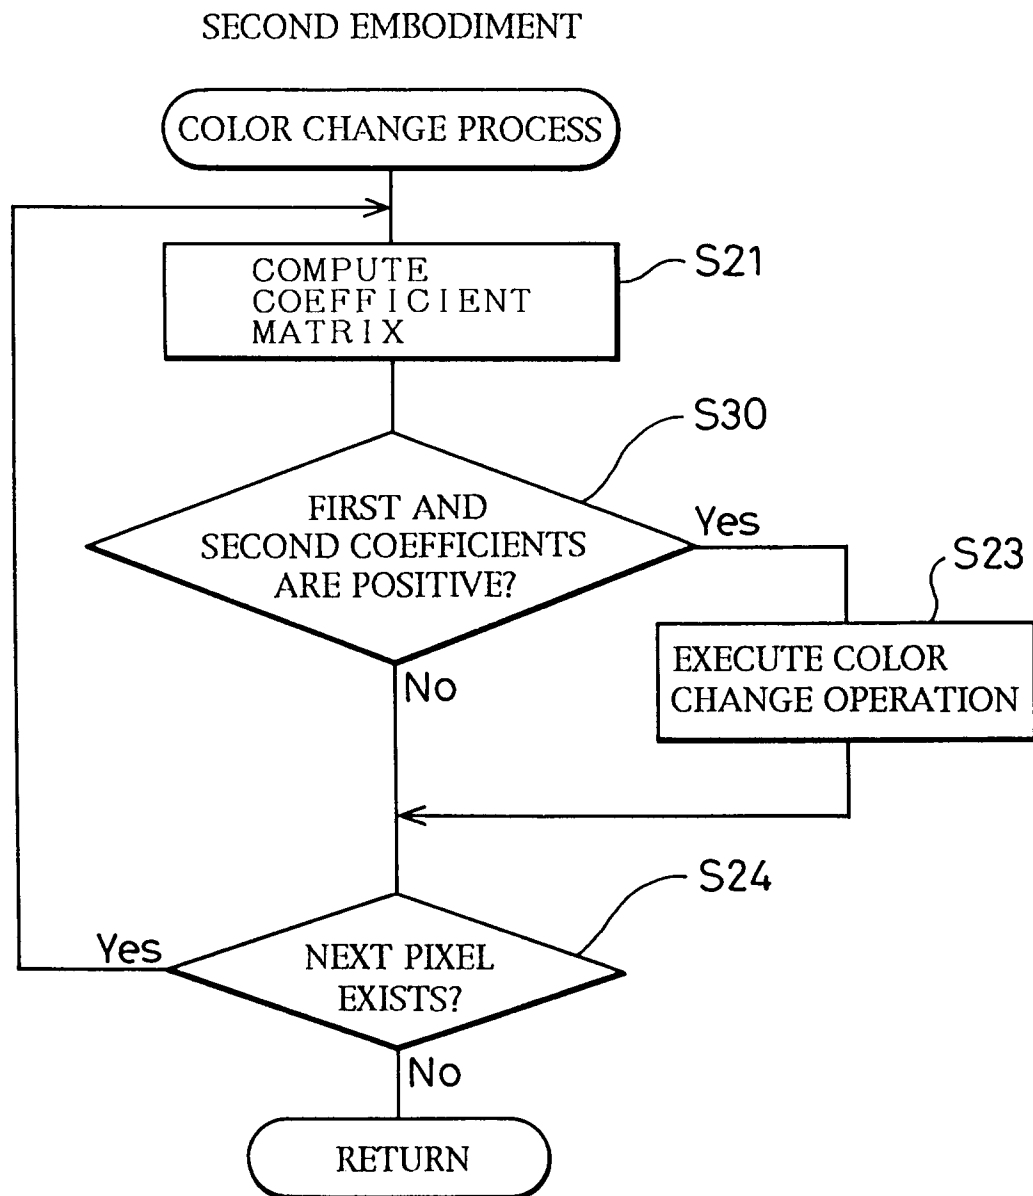 SECOND EMBODIMENT
COLOR CHANGE PROCESS
COMPUTE
COEFFICIENT
MATRIX
S21
S30
FIRST AND
SECOND COEFFICIENTS
ARE POSITIVE?
Yes
S23
EXECUTE COLOR
CHANGE OPERATION
No
S24
Yes
NEXT PIXEL
EXISTS?
No
RETURN